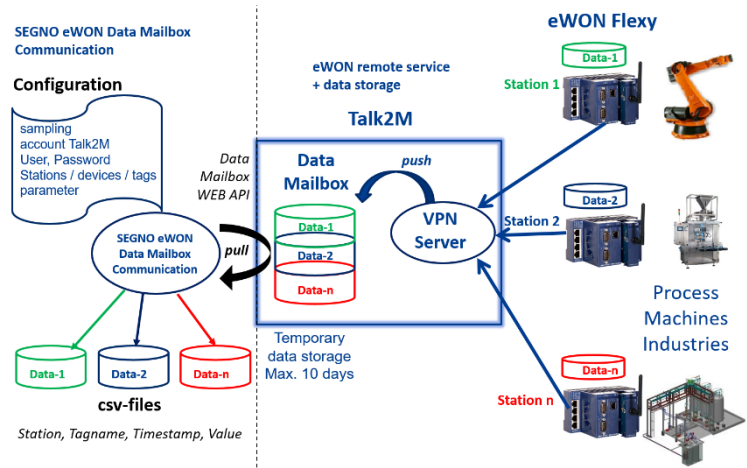 SEGNO eWON Data Mailbox
Communication
Configuration
sampling
account Talk2M
User, Password
Stations / devices / tags
parameter
SEGNO eWON
Data Mailbox
Communication
Data-1
Data-2
Data-n
csv-files
Station, Tagname, Timestamp, Value
Data
Mailbox
WEB API
pull
eWON remote service
+ data storage
Talk2M
Data
Mailbox
push
Data-1
Data-2
Data-n
VPN
Server
Temporary
data storage
Max. 10 days
eWON Flexy
Data-1
Station 1
Data-2
Station 2
Process
Machines
Industries
Data-n
Station n